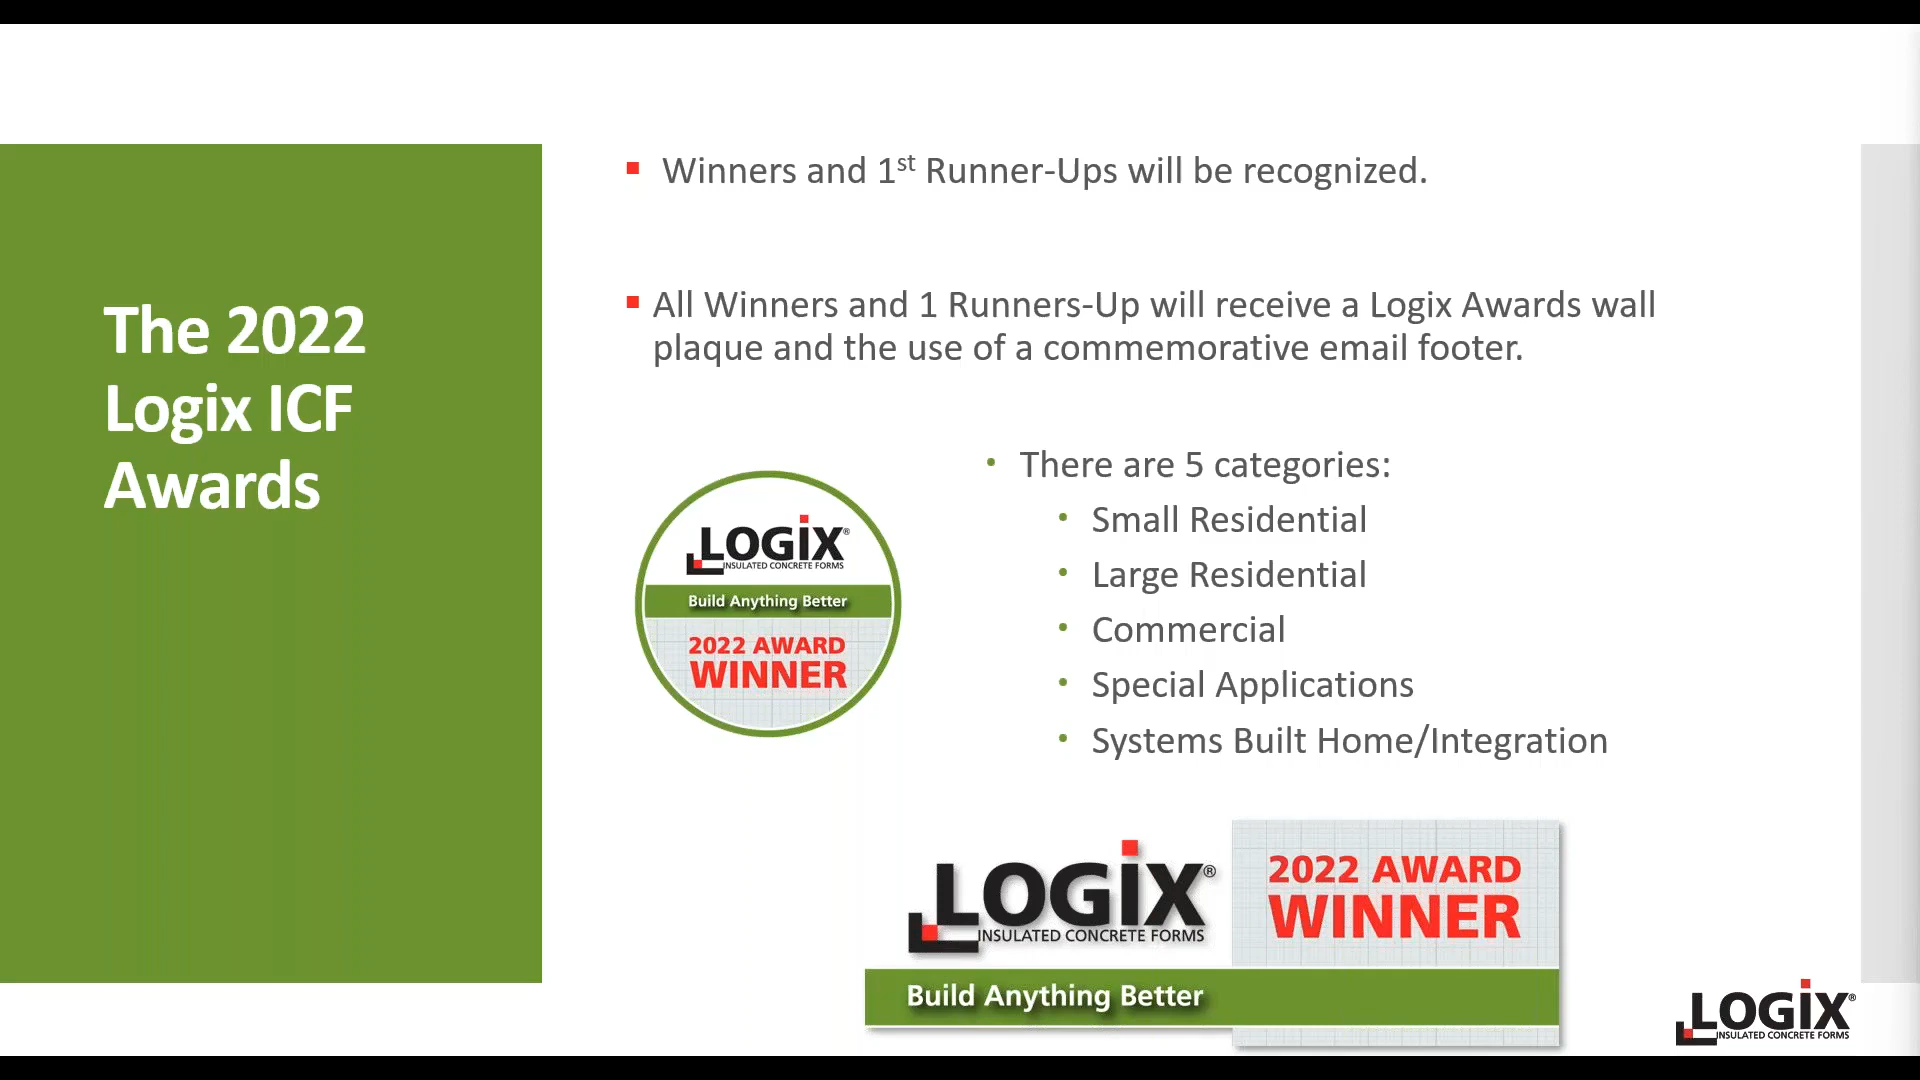 The 2022
Logix ICF
Awards
Winners and 1st Runner-Ups will be recognized.
All Winners and 1 Runners-Up will receive a Logix Awards wall
plaque and the use of a commemorative email footer.
• There are 5 categories:
• Small Residential
• Large Residential
• Commercial
• Special Applications
• Systems Built Home/Integration
LOGIX®
INSULATED CONCRETE FORMS
Build Anything Better
2022 AWARD
WINNER
LOGIX®
INSULATED CONCRETE FORMS
2022 AWARD
WINNER
Build Anything Better
LOGIX®
INSULATED CONCRETE FORMS